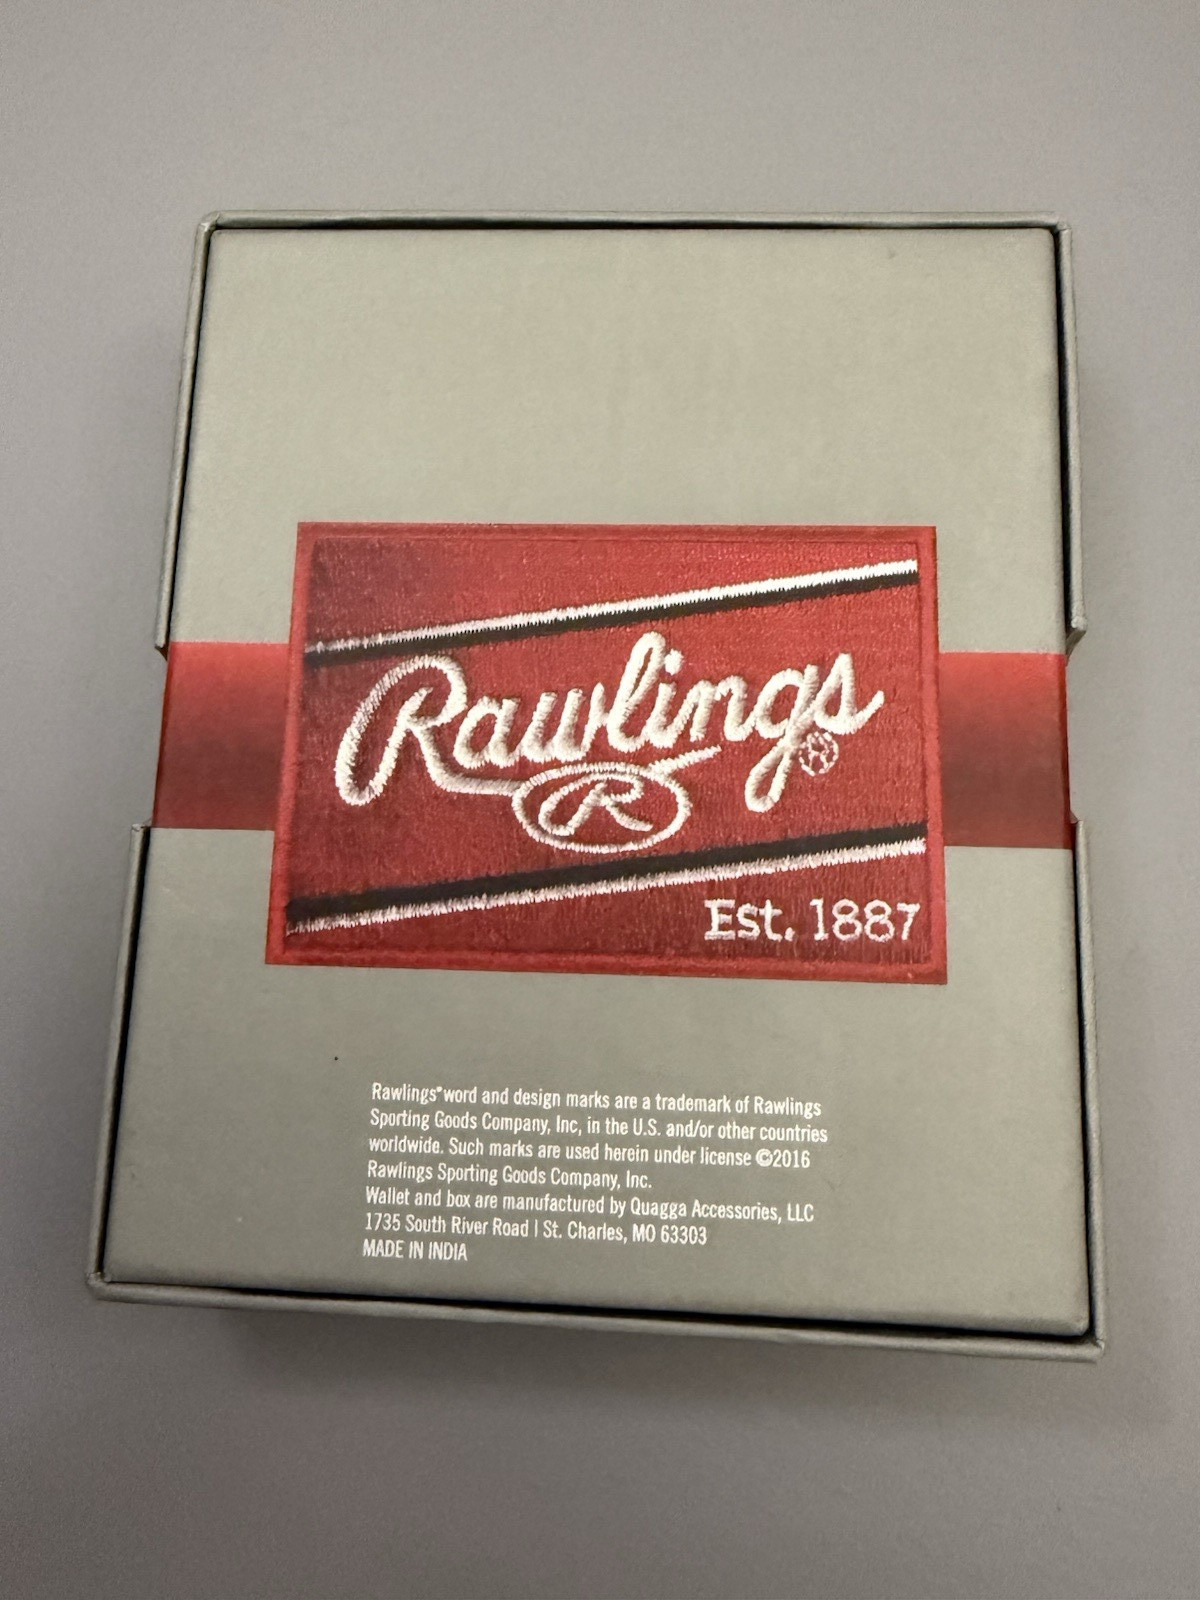 Rawlings®
R
Est. 1887
Rawlings® word and design marks are a trademark of Rawlings
Sporting Goods Company, Inc, in the U.S. and/or other countries
worldwide. Such marks are used herein under license ©2016
Rawlings Sporting Goods Company, Inc.
Wallet and box are manufactured by Quagga Accessories, LLC
1735 South River Road | St. Charles, MO 63303
MADE IN INDIA